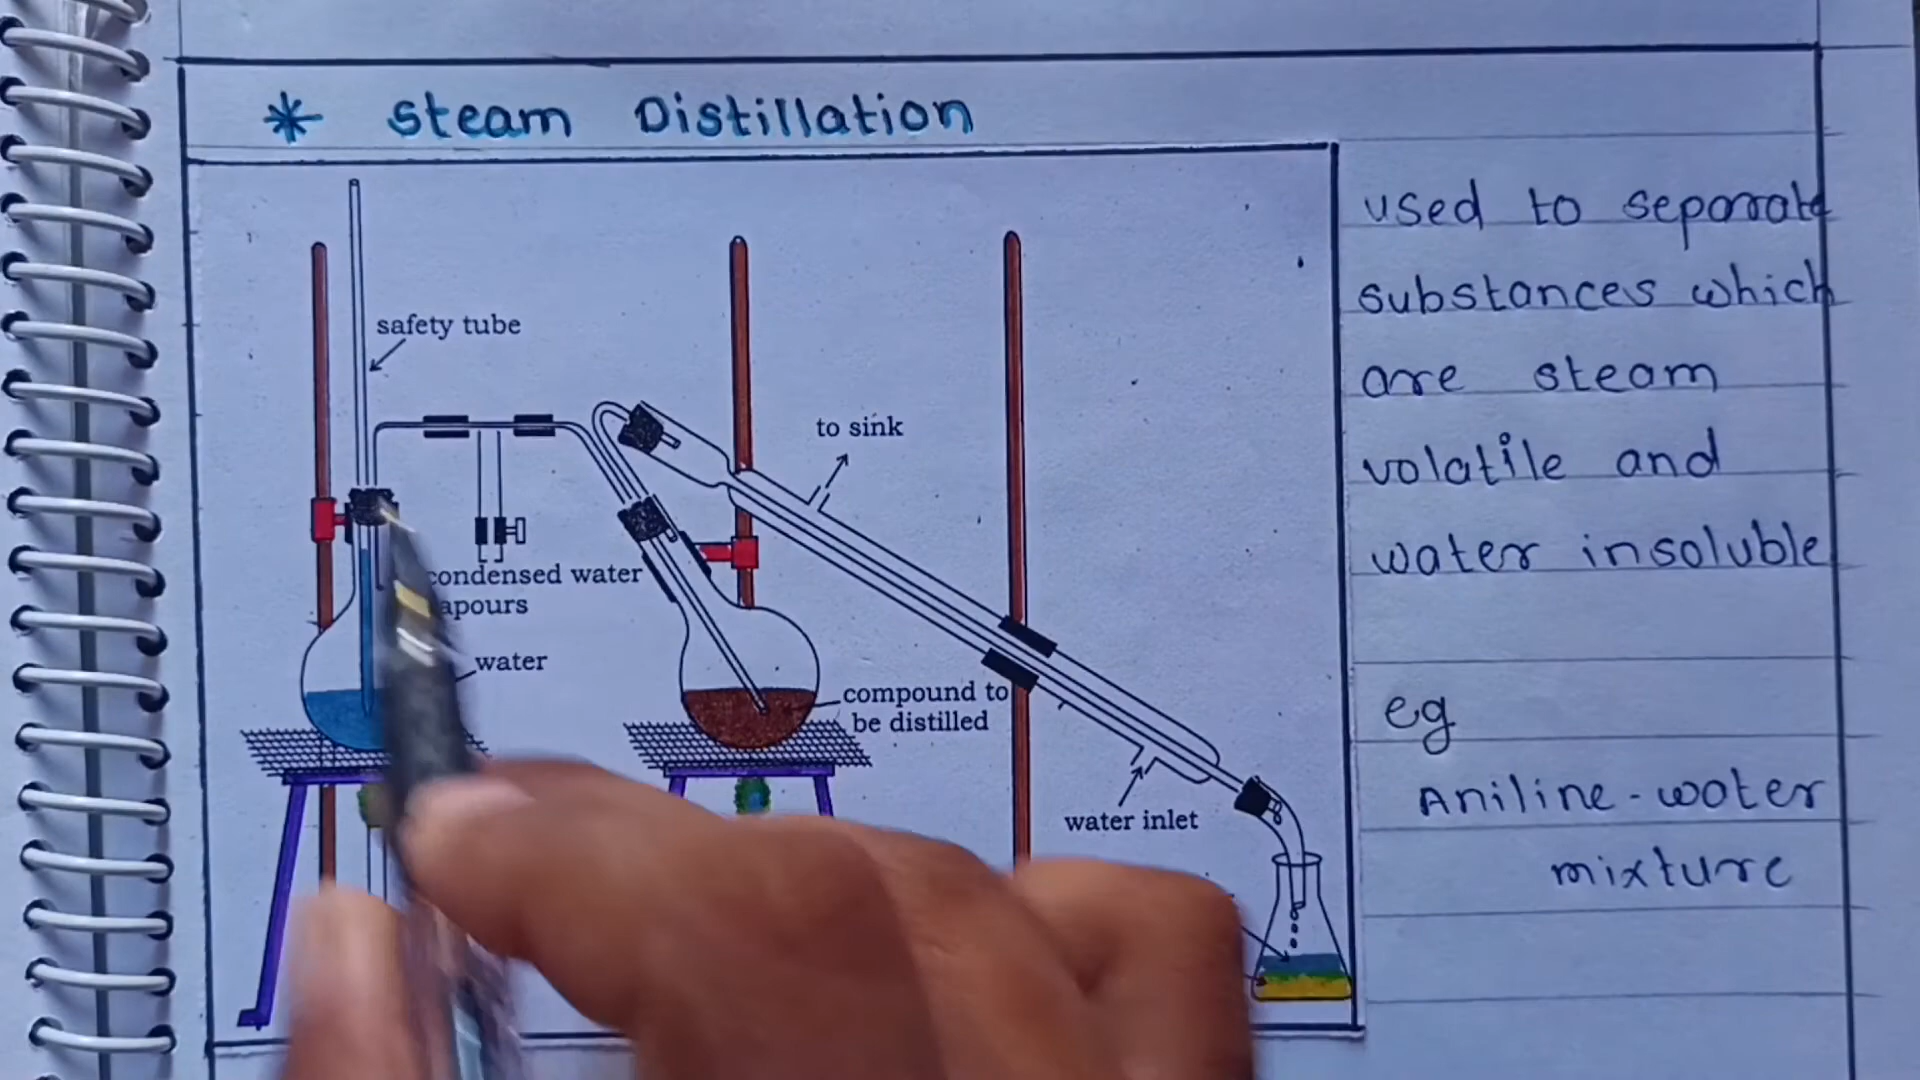 * Steam Distillation
safety tube
to sink
condensed water
apours
water
compound to
be distilled
water inlet
used to separate
substances which
are steam
volatile and
water insoluble
eg
Aniline-water
mixture